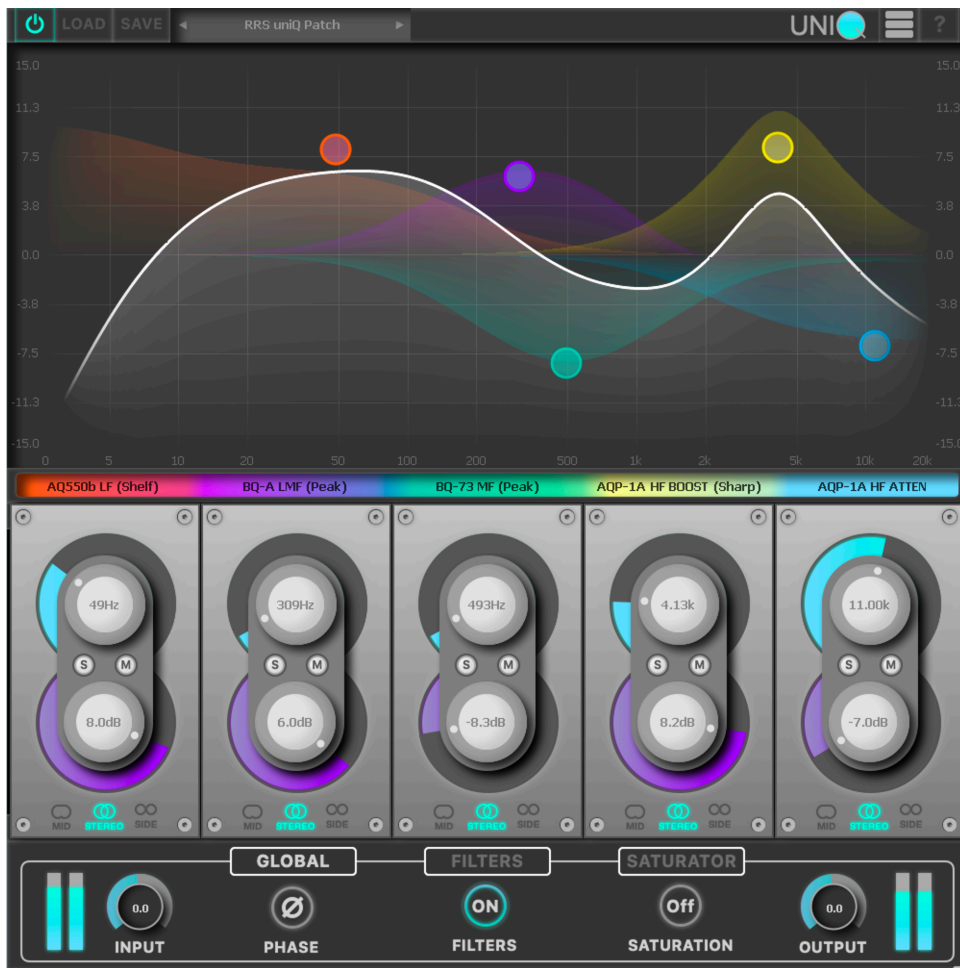 LOAD SAVE RRS uniQ Patch UNIQ ?
15.0 15.0
11.3 11.3
7.5 7.5
3.8 3.8
0.0 0.0
-3.8 -3.8
-7.5 -7.5
-11.3 -11.3
-15.0 -15.0
0 5 10 20 50 100 200 500 1k 2k 5k 10k 20k
AQ550b LF (Shelf) BQ-A LMF (Peak) BQ-73 MF (Peak) AQP-1A HF BOOST (Sharp) AQP-1A HF ATTEN
49Hz 309Hz 493Hz 4.13k 11.00k
S M S M S M S M S M
8.0dB 6.0dB -8.3dB 8.2dB -7.0dB
MID STEREO SIDE MID STEREO SIDE MID STEREO SIDE MID STEREO SIDE MID STEREO SIDE
GLOBAL FILTERS SATURATOR
0.0 Ø ON Off 0.0
INPUT PHASE FILTERS SATURATION OUTPUT